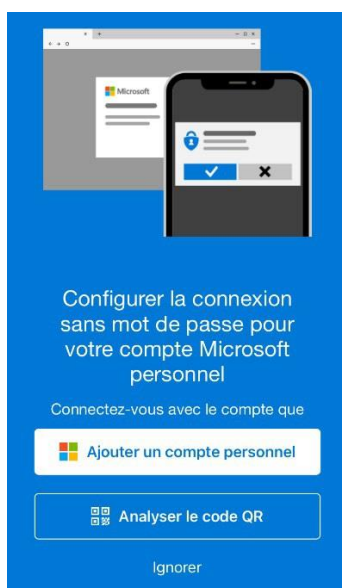 Microsoft
Configurer la connexion
sans mot de passe pour
votre compte Microsoft
personnel
Connectez-vous avec le compte que
Ajouter un compte personnel
Analyser le code QR
Ignorer